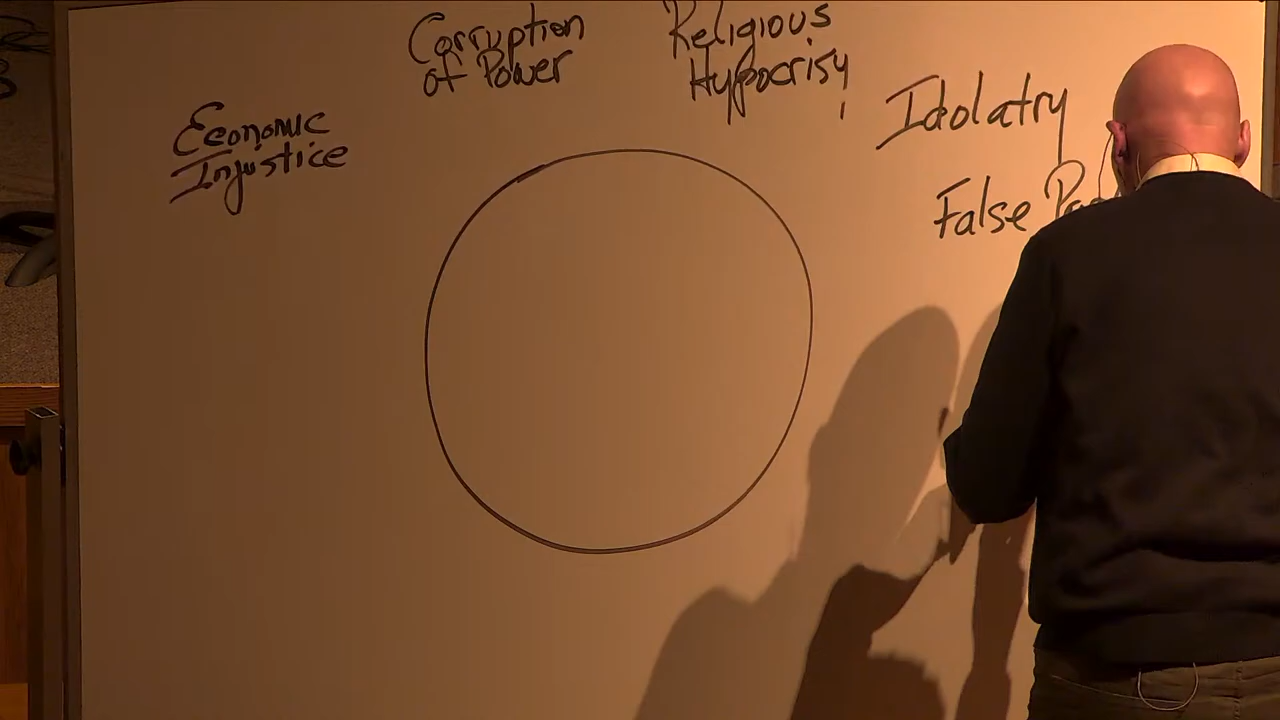 Economic
Injustice
Corruption
of Power
Religious
Hypocrisy
Idolatry
False